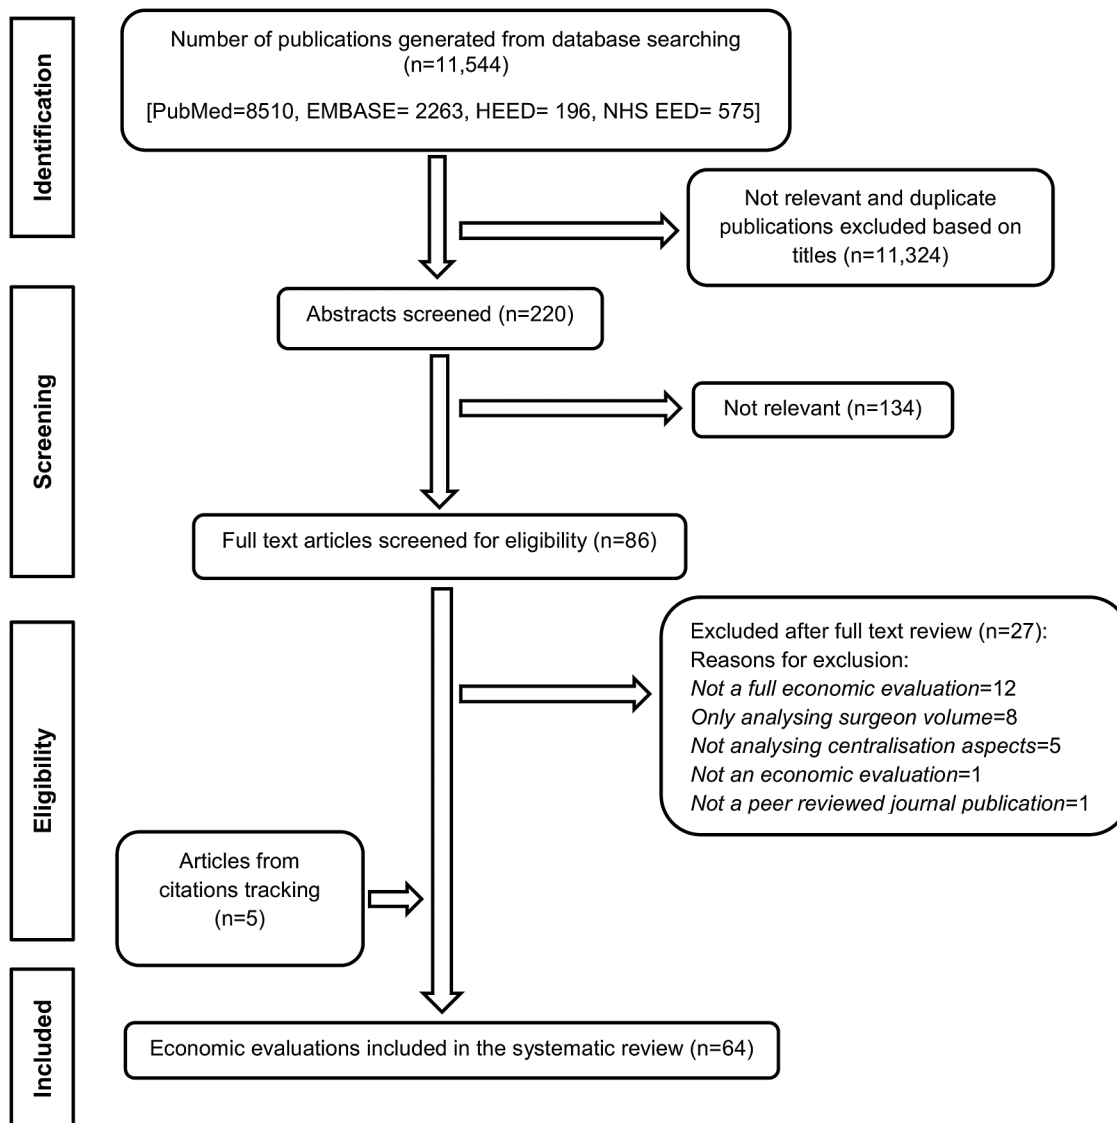 Identification
Number of publications generated from database searching
(n=11,544)
[PubMed=8510, EMBASE= 2263, HEED= 196, NHS EED= 575]
Not relevant and duplicate
publications excluded based on
titles (n=11,324)
Screening
Abstracts screened (n=220)
Not relevant (n=134)
Full text articles screened for eligibility (n=86)
Eligibility
Excluded after full text review (n=27):
Reasons for exclusion:
Not a full economic evaluation=12
Only analysing surgeon volume=8
Not analysing centralisation aspects=5
Not an economic evaluation=1
Not a peer reviewed journal publication=1
Articles from
citations tracking
(n=5)
Included
Economic evaluations included in the systematic review (n=64)